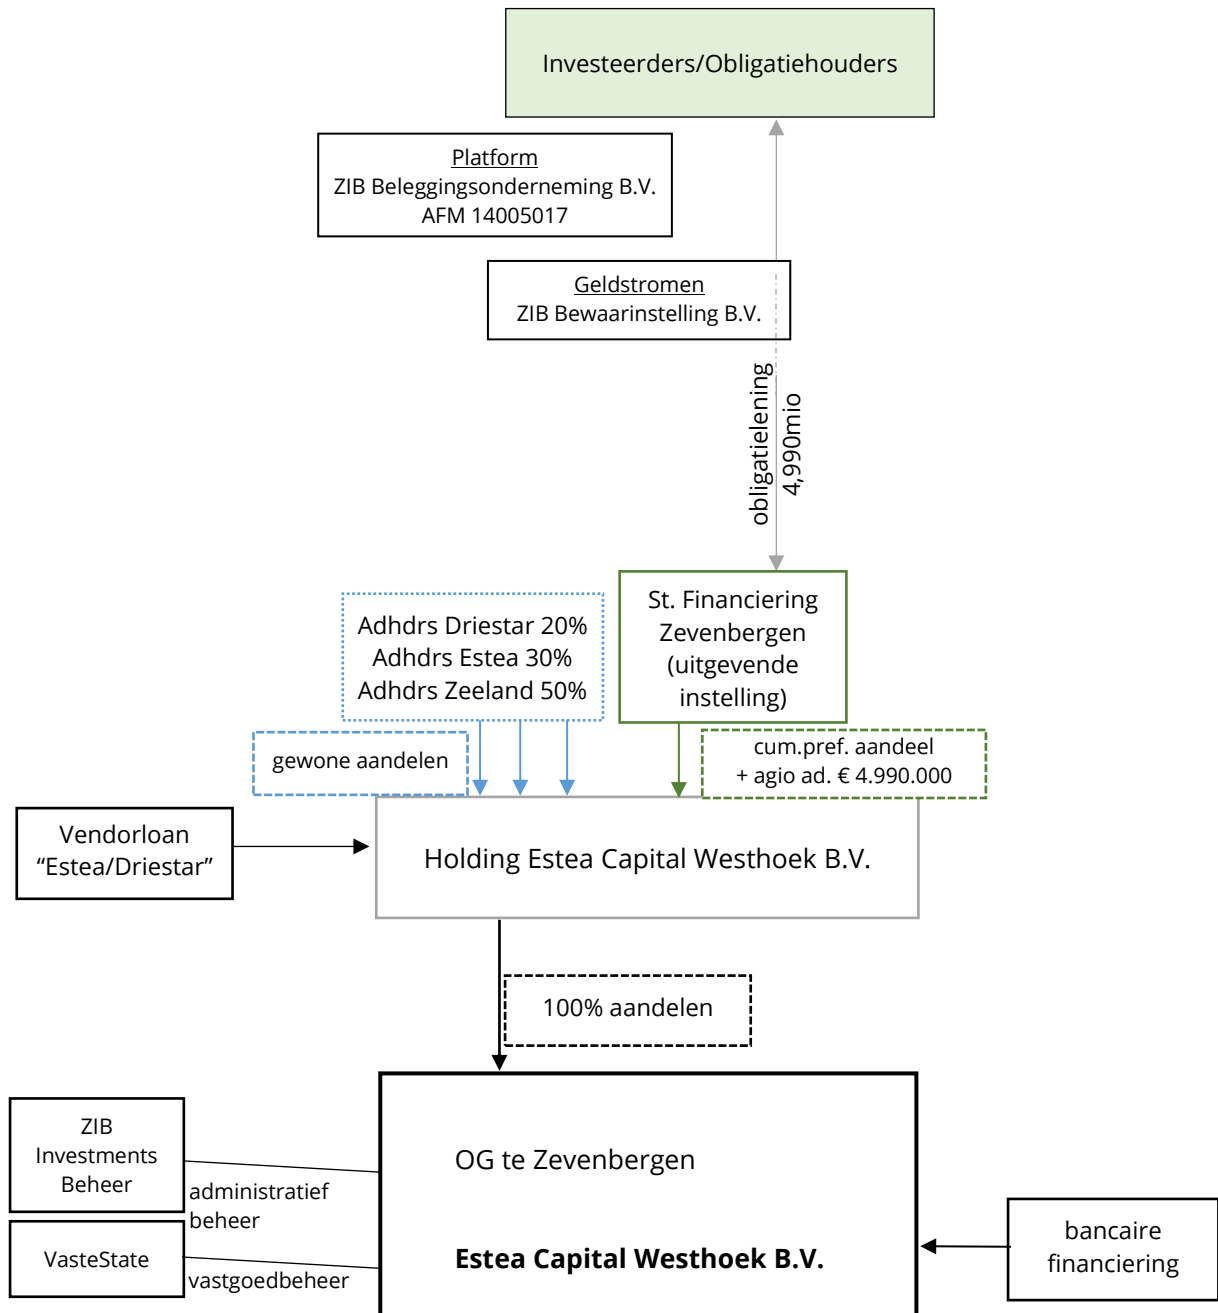 Investeerders/Obligatiehouders
Platform
ZIB Beleggingsonderneming B.V.
AFM 14005017
Geldstromen
ZIB Bewaarinstelling B.V.
obligatielening
4,990mio
Adhdrs Driestar 20%
Adhdrs Estea 30%
Adhdrs Zeeland 50%
St. Financiering
Zevenbergen
(uitgevende
instelling)
gewone aandelen
cum.pref. aandeel
+ agio ad. € 4.990.000
Vendorloan
“Estea/Driestar”
Holding Estea Capital Westhoek B.V.
100% aandelen
ZIB
Investments
Beheer
administratief
beheer
VasteState
vastgoedbeheer
OG te Zevenbergen
Estea Capital Westhoek B.V.
bancaire
financiering